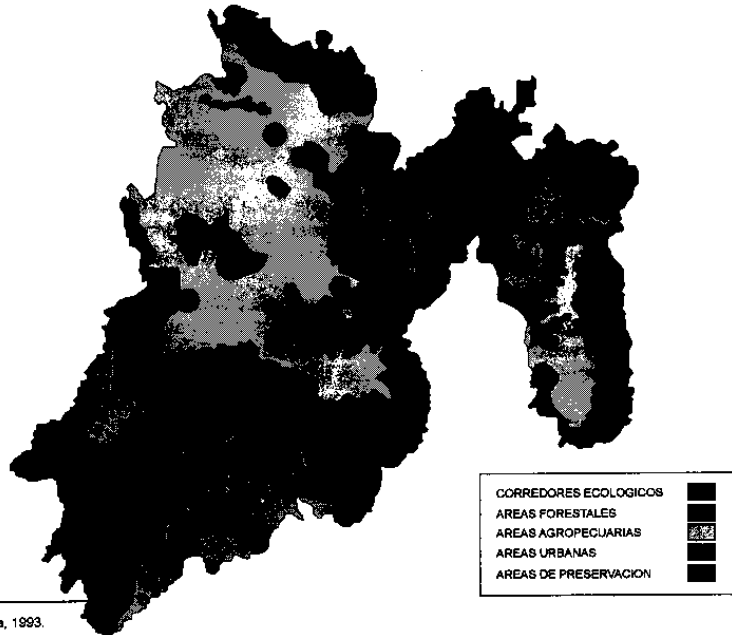 CORREDORES ECOLOGICOS
AREAS FORESTALES
AREAS AGROPECUARIAS
AREAS URBANAS
AREAS DE PRESERVACION
1993.